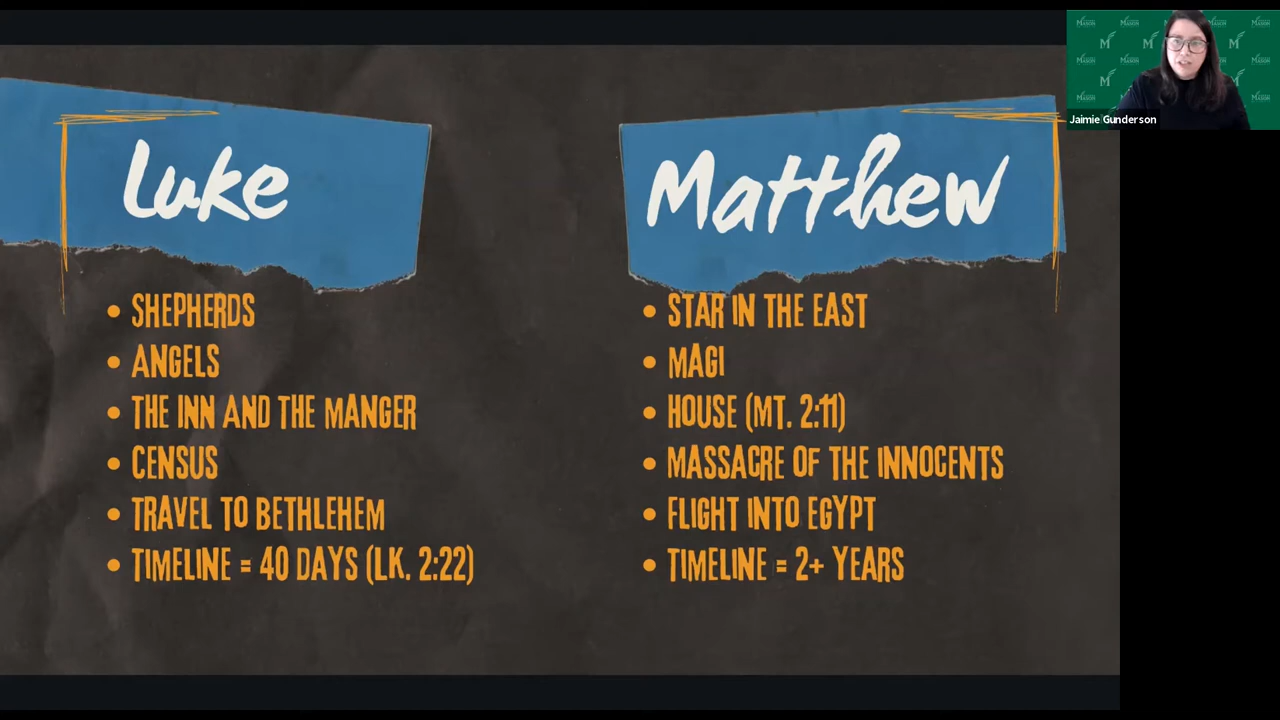 Luke
SHEPHERDS
ANGELS
THE INN AND THE MANGER
CENSUS
TRAVEL TO BETHLEHEM
TIMELINE = 40 DAYS (LK. 2:22)
Matthew
STAR IN THE EAST
MAGI
HOUSE (MT. 2:11)
MASSACRE OF THE INNOCENTS
FLIGHT INTO EGYPT
TIMELINE = 2+ YEARS
Jaimie Gunderson